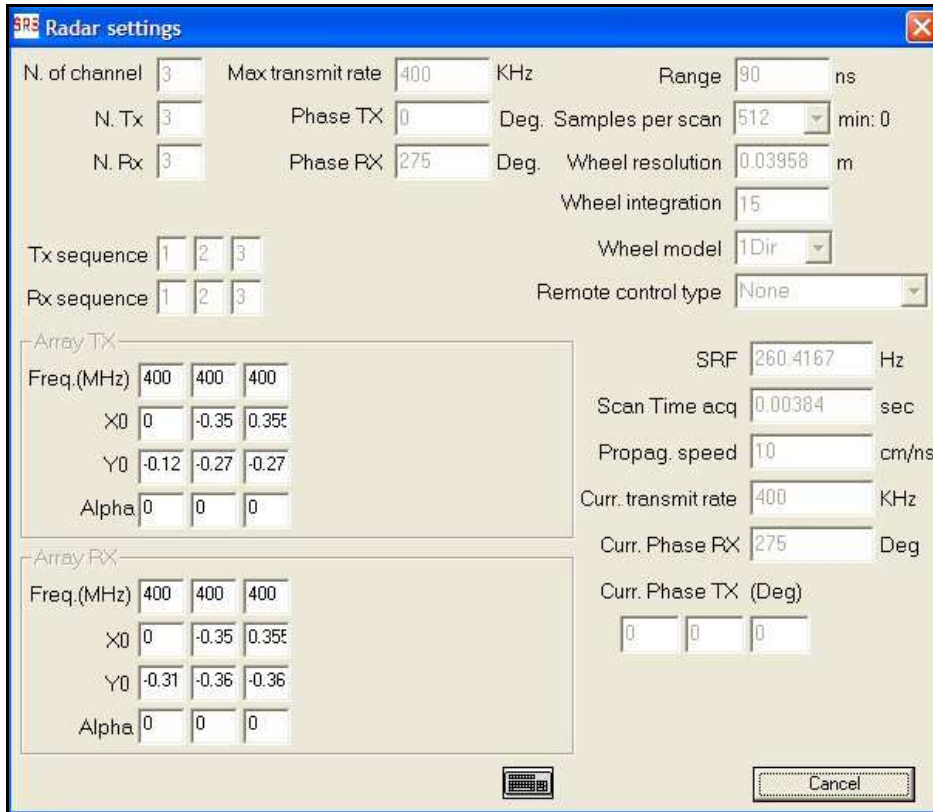 SRS Radar settings
N. of channel 3 Max transmit rate 400 KHz Range 90 ns
N. Tx 3 Phase TX 0 Deg. Samples per scan 512 min: 0
N. Rx 3 Phase RX 275 Deg. Wheel resolution 0.03958 m
Wheel integration 15
Tx sequence 1 2 3 Wheel model 1Dir
Rx sequence 1 2 3 Remote control type None
Array TX
Freq.(MHz) 400 400 400
X0 0 -0.35 0.355
Y0 -0.12 -0.27 -0.27
Alpha 0 0 0
SRF 260.4167 Hz
Scan Time acq 0.00384 sec
Propag. speed 10 cm/ns
Curr. transmit rate 400 KHz
Array RX
Freq.(MHz) 400 400 400
X0 0 -0.35 0.355
Y0 -0.31 -0.36 -0.36
Alpha 0 0 0
Curr. Phase RX 275 Deg
Curr. Phase TX (Deg)
0 0 0
Cancel